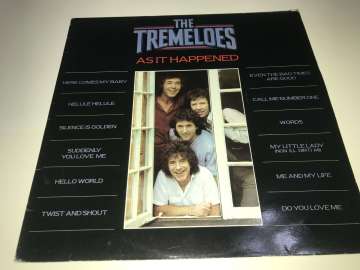 THE
TREMELOES
AS IT HAPPENED
HERE COMES MY BABY
HELULE HELULE
SILENCE IS GOLDEN
SUDDENLY
YOU LOVE ME
HELLO WORLD
TWIST AND SHOUT
EVEN THE BAD TIMES
ARE GOOD
CALL ME NUMBER ONE
WORDS
MY LITTLE LADY
ME AND MY LIFE
DO YOU LOVE ME